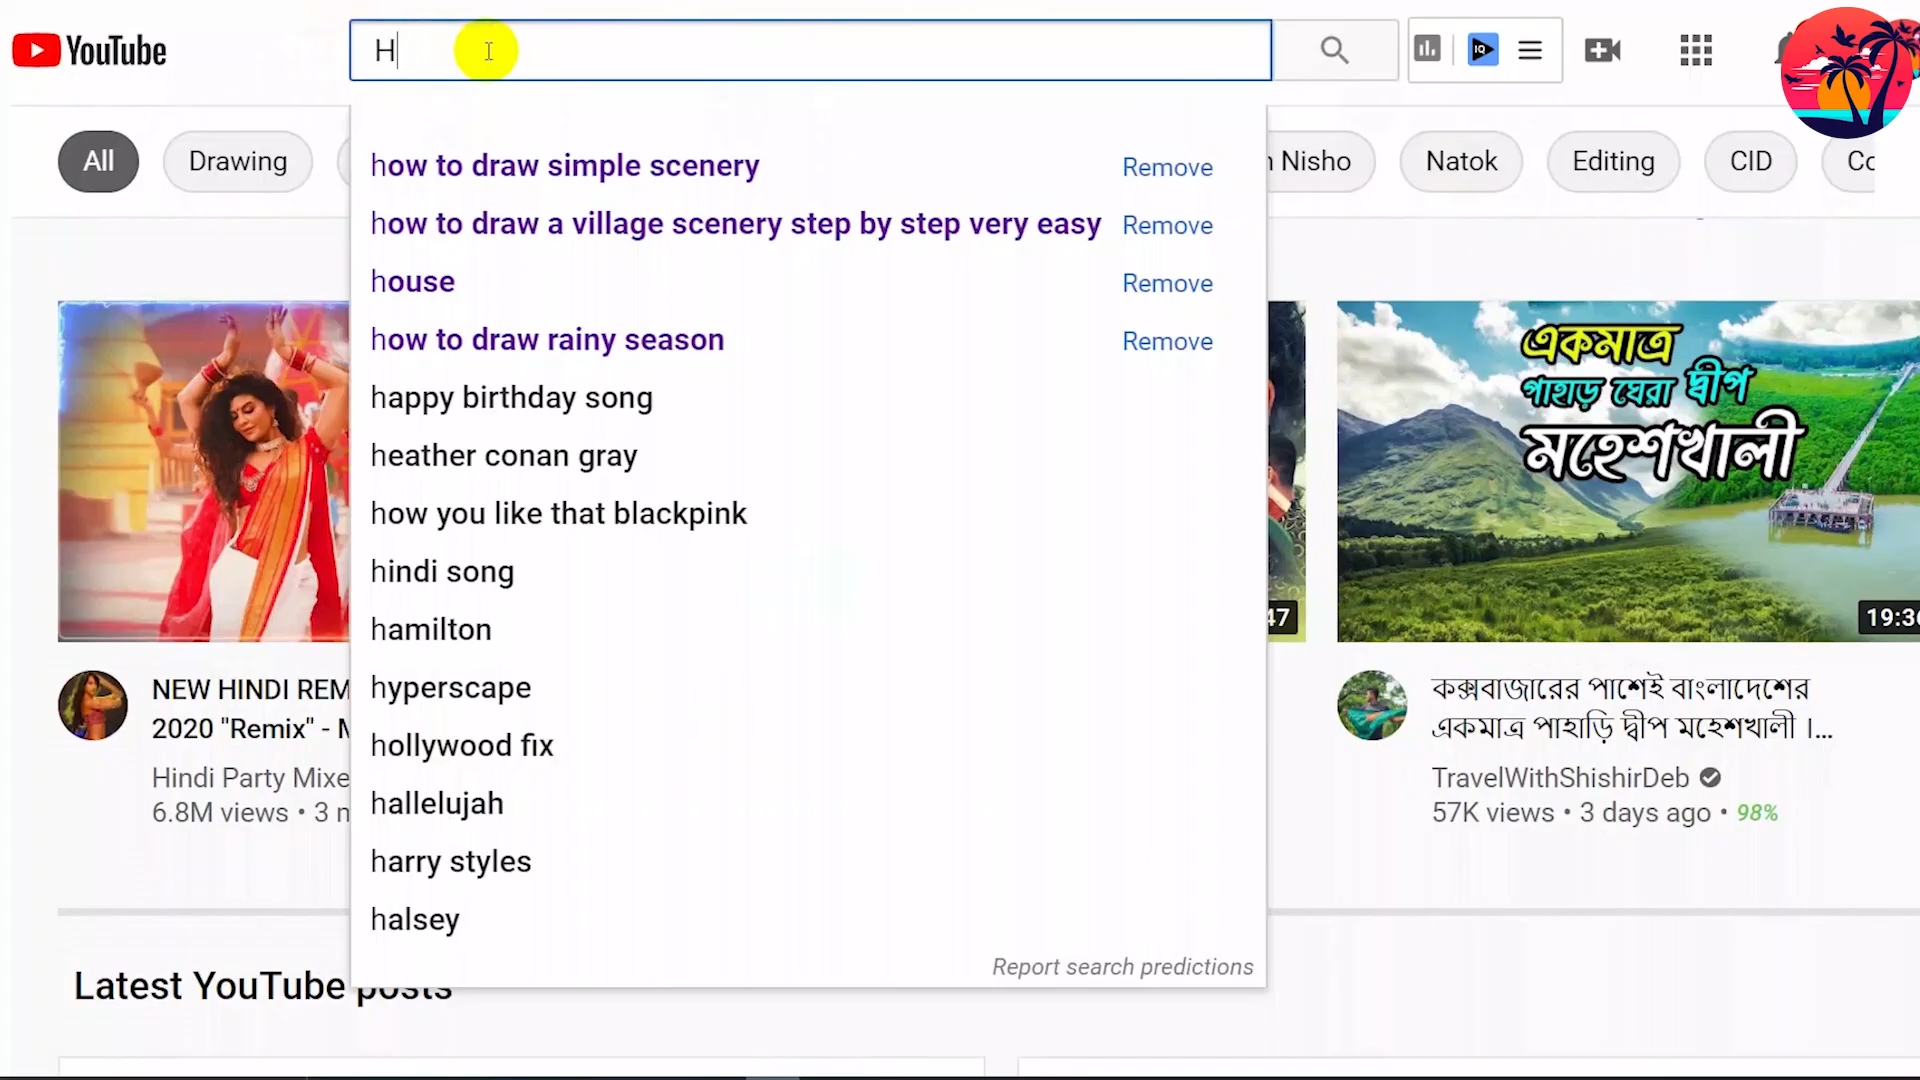 YouTube
H
IQ
All
Drawing
Nisho
Natok
Editing
CID
how to draw simple scenery Remove
how to draw a village scenery step by step very easy Remove
house Remove
how to draw rainy season Remove
happy birthday song
heather conan gray
how you like that blackpink
hindi song
hamilton
hyperscape
hollywood fix
hallelujah
harry styles
halsey
Report search predictions
NEW HINDI REM
2020 "Remix" - M
Hindi Party Mixe
6.8M views • 3 m
47
একমাত্র
পাহাড় ঘেরা দ্বীপ
মহেশখালী
19:36
কক্সবাজারের পাশেই বাংলাদেশের
একমাত্র পাহাড়ি দ্বীপ মহেশখালী ।...
TravelWithShishirDeb
57K views • 3 days ago • 98%
Latest YouTube posts